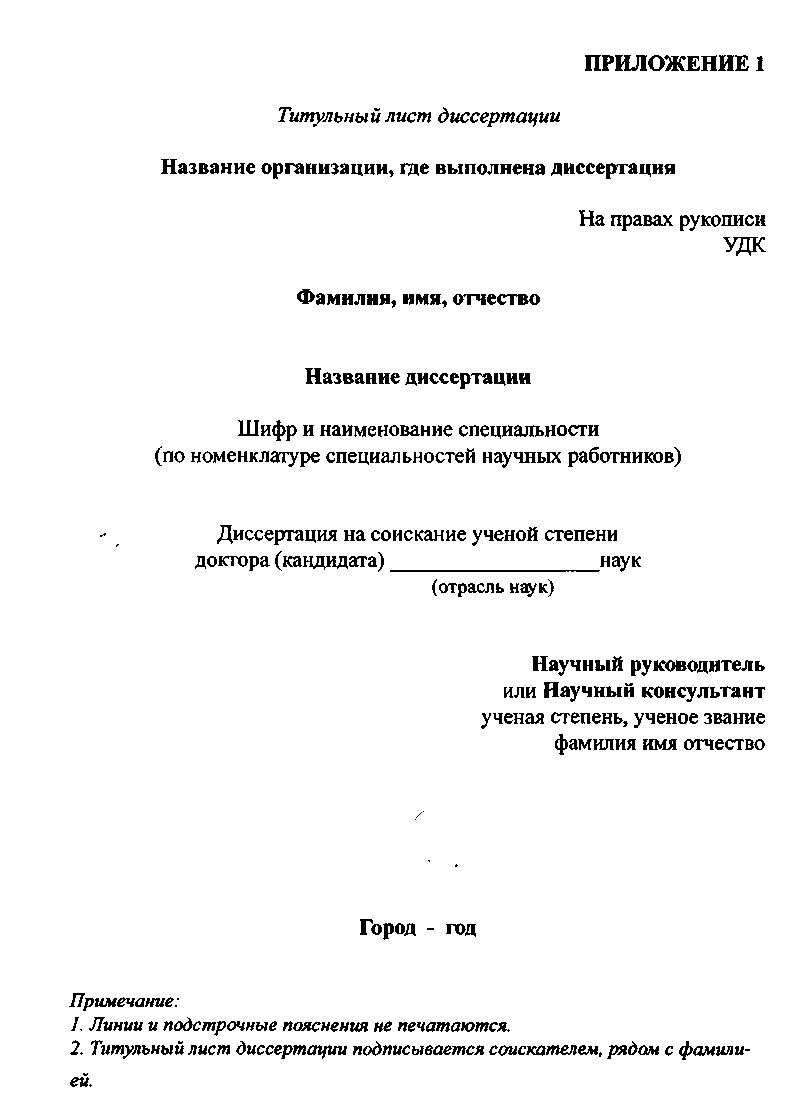 ПРИЛОЖЕНИЕ 1
Титульный лист диссертации
Название организации, где выполнена диссертация
На правах рукописи
УДК
Фамилия, имя, отчество
Название диссертации
Шифр и наименование специальности
(по номенклатуре специальностей научных работников)
Диссертация на соискание ученой степени
доктора (кандидата) ____________________наук
(отрасль наук)
Научный руководитель
или Научный консультант
ученая степень, ученое звание
фамилия имя отчество
Город - год
Примечание:
1. Линии и подстрочные пояснения не печатаются.
2. Титульный лист диссертации подписывается соискателем, рядом с фамили-
ей.